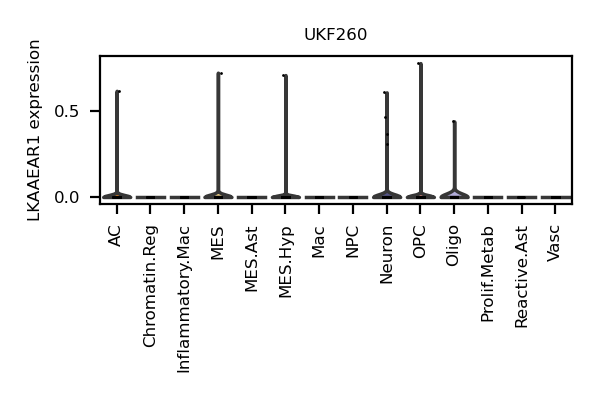 UKF260
LKAAEAR1 expression
0.5
0.0
AC
Chromatin.Reg
Inflammatory.Mac
MES
MES.Ast
MES.Hyp
Mac
NPC
Neuron
OPC
Oligo
Prolif.Metab
Reactive.Ast
Vasc